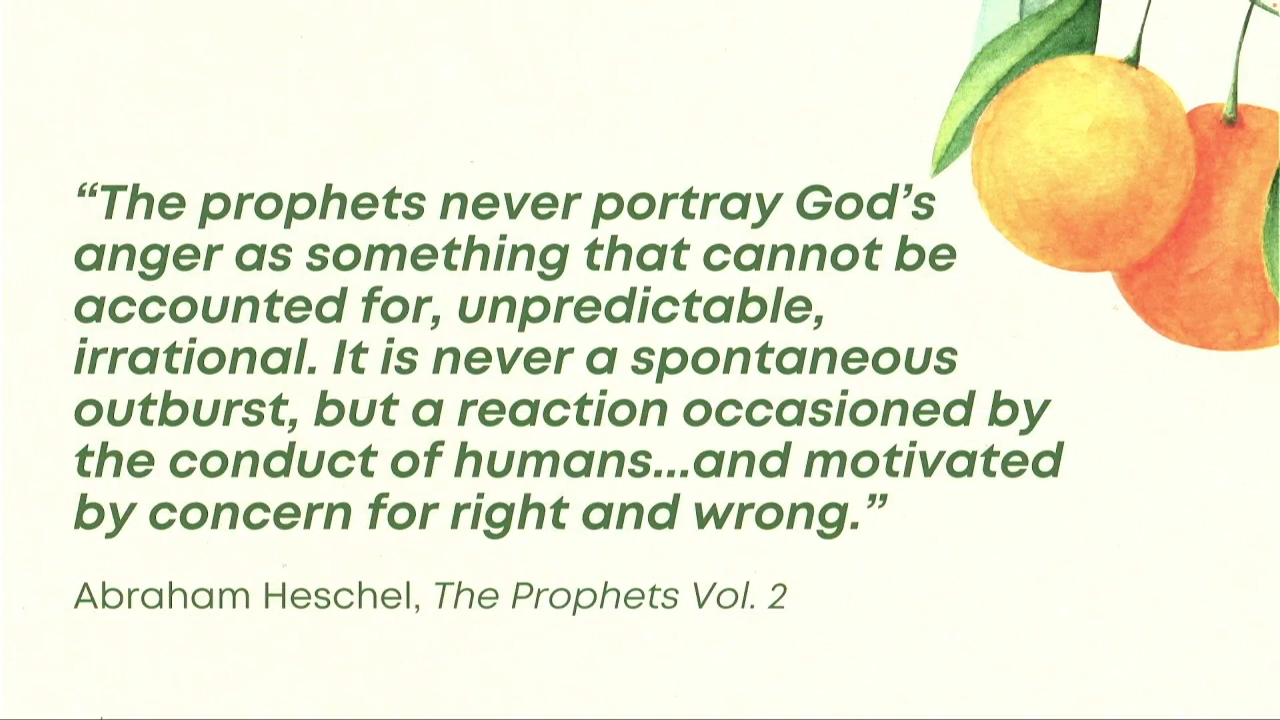 “The prophets never portray God’s
anger as something that cannot be
accounted for, unpredictable,
irrational. It is never a spontaneous
outburst, but a reaction occasioned by
the conduct of humans...and motivated
by concern for right and wrong.”
Abraham Heschel, The Prophets Vol. 2